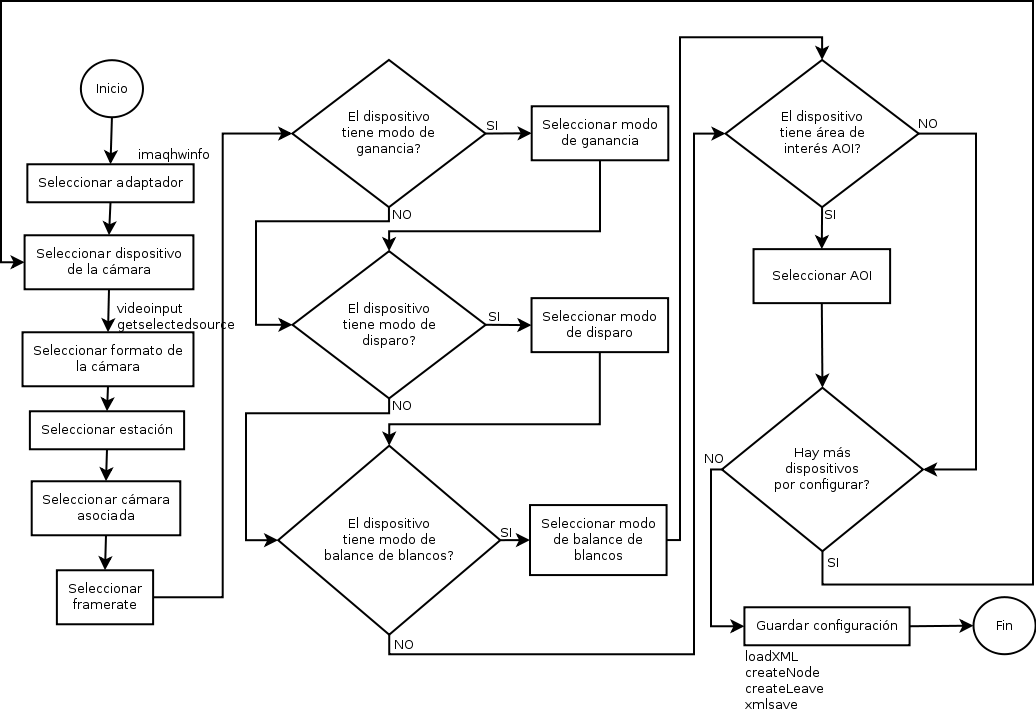 Inicio
imaqhwinfo
Seleccionar adaptador
Seleccionar dispositivo
de la cámara
videoinput
getselectedsource
Seleccionar formato de
la cámara
Seleccionar estación
Seleccionar cámara
asociada
Seleccionar
framerate
El dispositivo
tiene modo de
ganancia?
SI
NO
Seleccionar modo
de ganancia
El dispositivo
tiene modo de
disparo?
SI
NO
Seleccionar modo
de disparo
El dispositivo
tiene modo de
balance de blancos?
SI
NO
Seleccionar modo
de balance de
blancos
El dispositivo
tiene área de
interés AOI?
NO
SI
Seleccionar AOI
Hay más
dispositivos
por configurar?
NO
SI
Guardar configuración
loadXML
createNode
createLeave
xmlsave
Fin